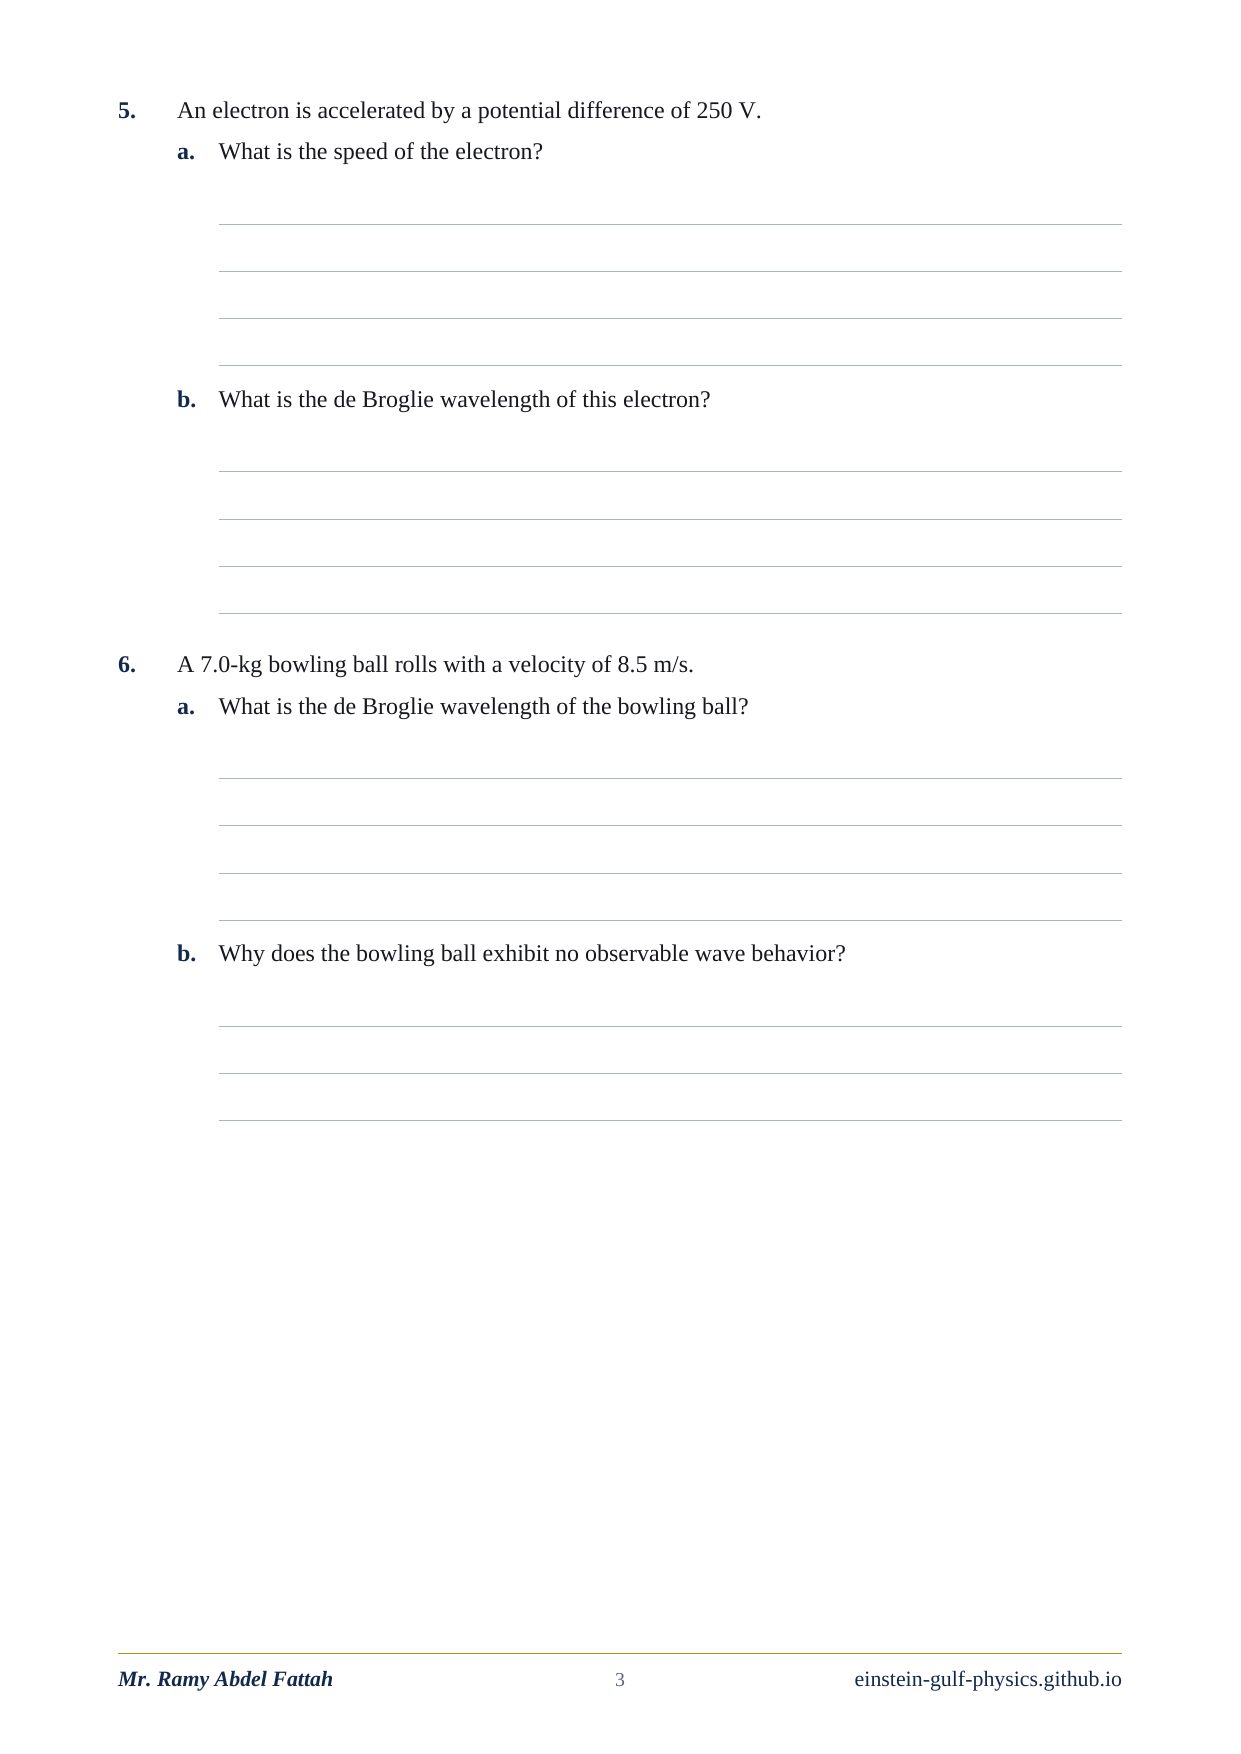 5. An electron is accelerated by a potential difference of 250 V.
a. What is the speed of the electron?
b. What is the de Broglie wavelength of this electron?
6. A 7.0-kg bowling ball rolls with a velocity of 8.5 m/s.
a. What is the de Broglie wavelength of the bowling ball?
b. Why does the bowling ball exhibit no observable wave behavior?
Mr. Ramy Abdel Fattah 3 einstein-gulf-physics.github.io